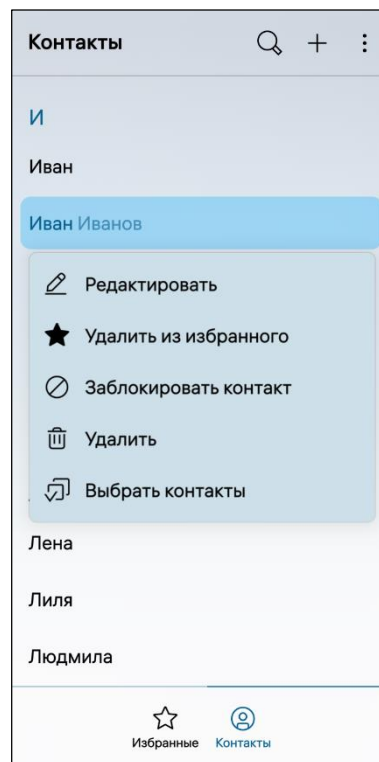 Контакты
И
Иван
Иван Иванов
Редактировать
Удалить из избранного
Заблокировать контакт
Удалить
Выбрать контакты
Лена
Лиля
Людмила
Избранные Контакты